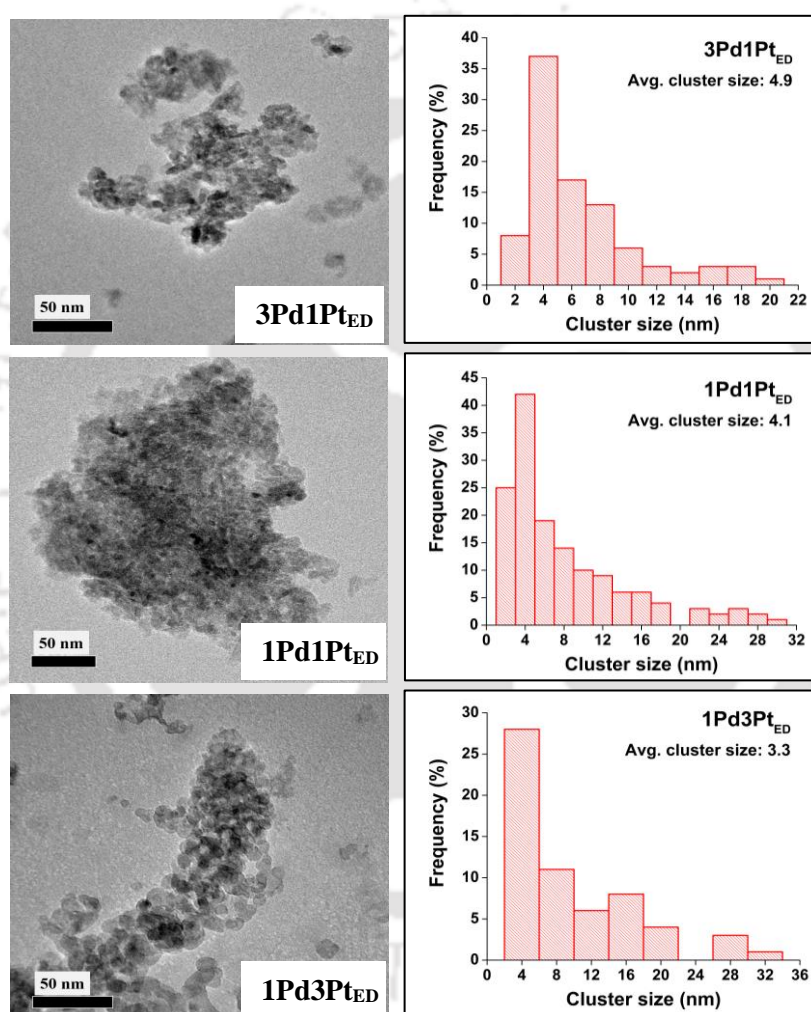 50 nm
3Pd1PtED
3Pd1PtED
Avg. cluster size: 4.9
Frequency (%)
40
35
30
25
20
15
10
5
0
0 2 4 6 8 10 12 14 16 18 20 22
Cluster size (nm)
50 nm
1Pd1PtED
1Pd1PtED
Avg. cluster size: 4.1
Frequency (%)
45
40
35
30
25
20
15
10
5
0
0 4 8 12 16 20 24 28 32
Cluster size (nm)
50 nm
1Pd3PtED
1Pd3PtED
Avg. cluster size: 3.3
Frequency (%)
30
25
20
15
10
5
0
0 4 8 12 16 20 24 28 32 36
Cluster size (nm)